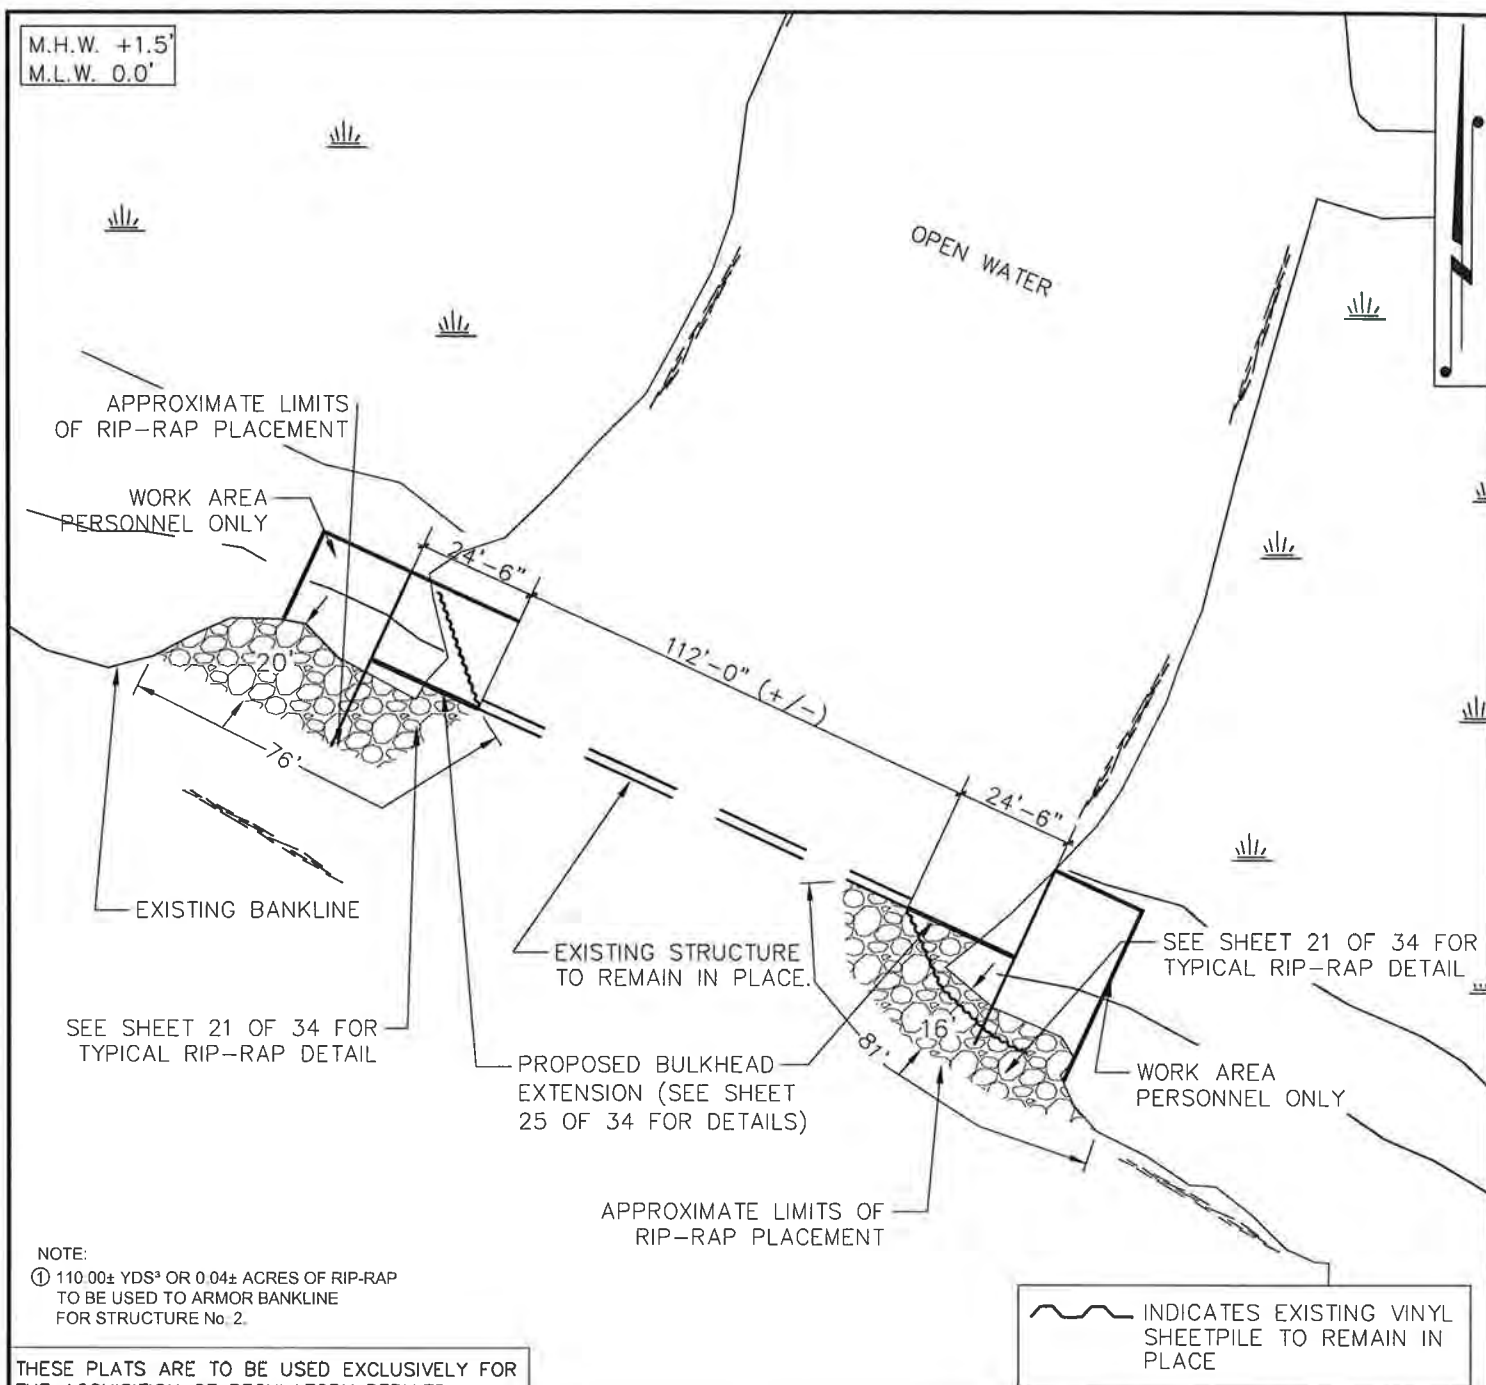 M.H.W. +1.5'
M.L.W. 0.0'
OPEN WATER
APPROXIMATE LIMITS
OF RIP-RAP PLACEMENT
WORK AREA
PERSONNEL ONLY
24'-6"
112'-0" (+/-)
20'
76'
24'-6"
EXISTING BANKLINE
EXISTING STRUCTURE
TO REMAIN IN PLACE.
SEE SHEET 21 OF 34 FOR
TYPICAL RIP-RAP DETAIL
SEE SHEET 21 OF 34 FOR
TYPICAL RIP-RAP DETAIL
16'
81'
PROPOSED BULKHEAD
EXTENSION (SEE SHEET
25 OF 34 FOR DETAILS)
WORK AREA
PERSONNEL ONLY
APPROXIMATE LIMITS OF
RIP-RAP PLACEMENT
NOTE:
① 110.00± YDS³ OR 0.04± ACRES OF RIP-RAP
TO BE USED TO ARMOR BANKLINE
FOR STRUCTURE No. 2.
INDICATES EXISTING VINYL
SHEETPILE TO REMAIN IN
PLACE
THESE PLATS ARE TO BE USED EXCLUSIVELY FOR